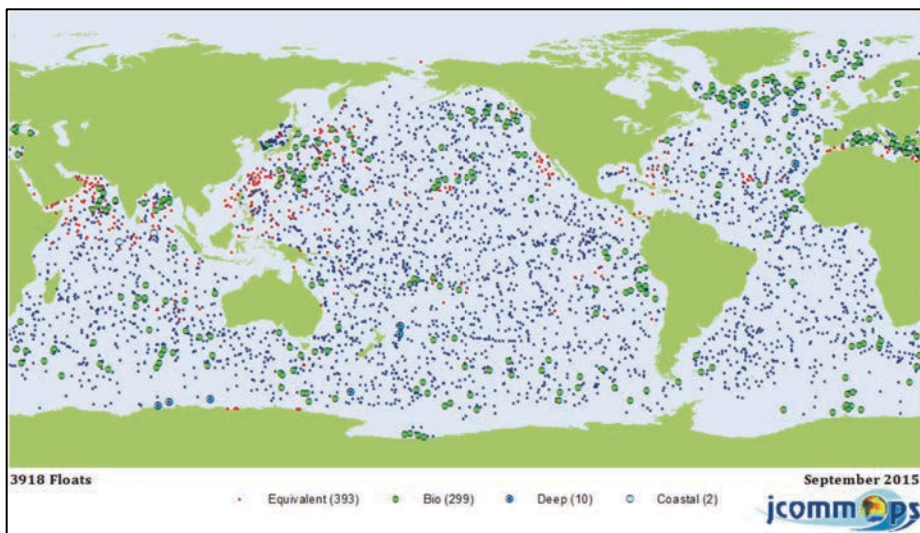 3918 Floats
September 2015
Equivalent (393)
Bio (299)
Deep (10)
Coastal (2)
jcommops